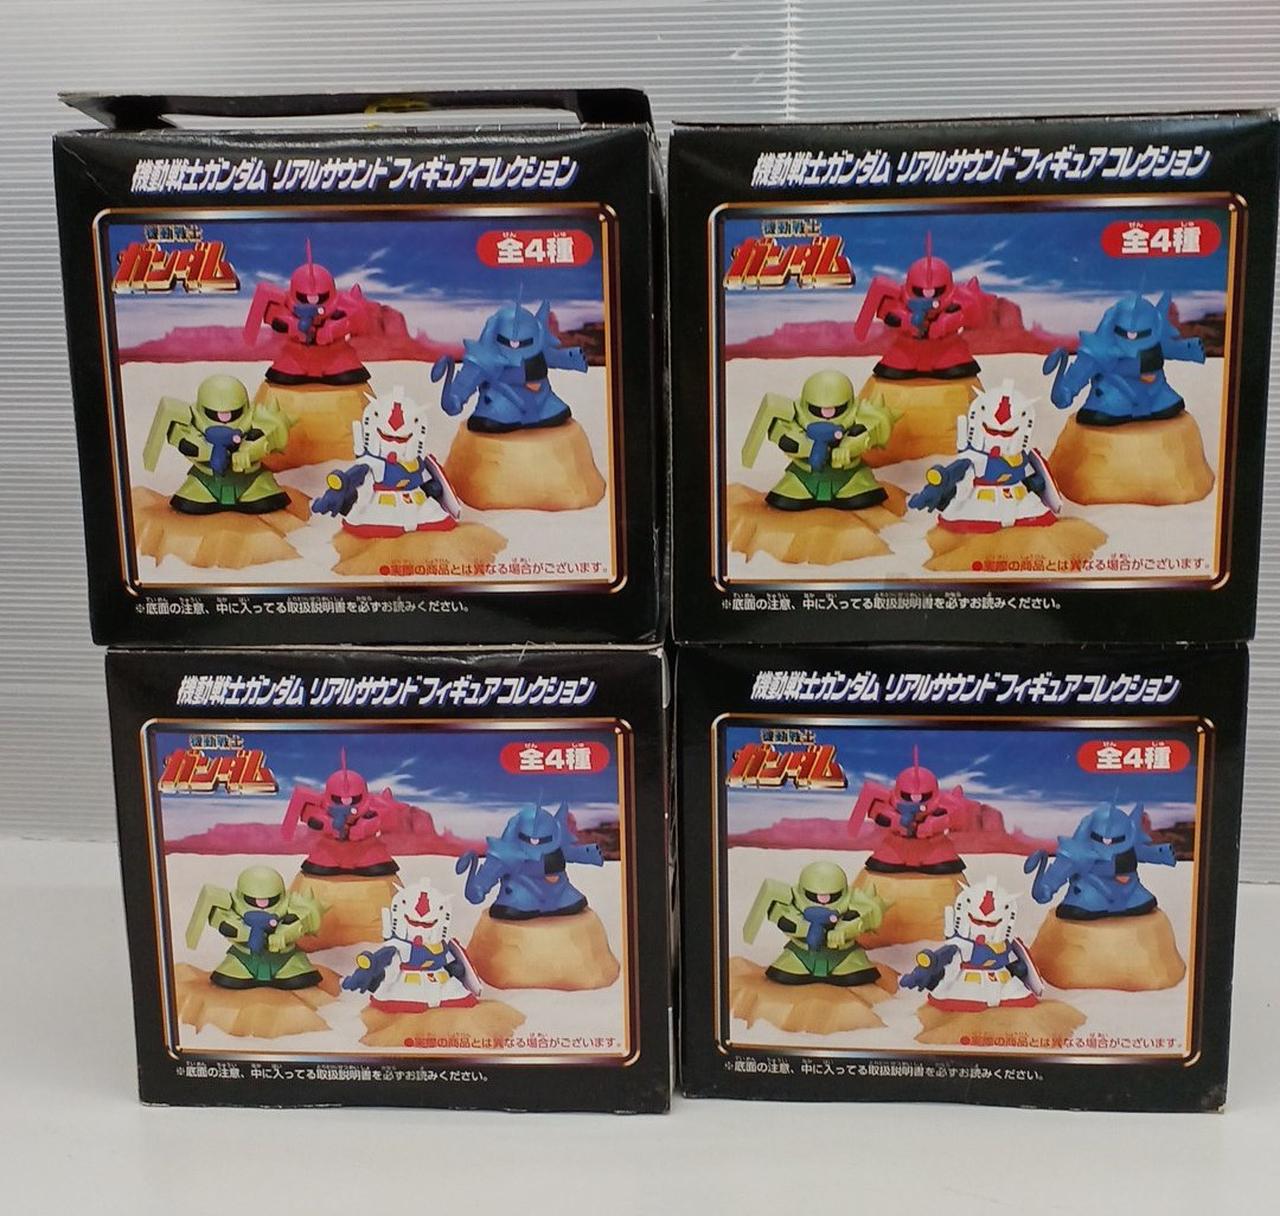 機動戦士ガンダム リアルサウンドフィギュアコレクション
機動戦士
ガンダム
全4種
ぜん しゅ
●実際の商品とは異なる場合がございます。
※底面の注意、中に入ってる取扱説明書を必ずお読みください。
機動戦士ガンダム リアルサウンドフィギュアコレクション
機動戦士
ガンダム
全4種
ぜん しゅ
●実際の商品とは異なる場合がございます。
※底面の注意、中に入ってる取扱説明書を必ずお読みください。
機動戦士ガンダム リアルサウンドフィギュアコレクション
機動戦士
ガンダム
全4種
ぜん しゅ
●実際の商品とは異なる場合がございます。
※底面の注意、中に入ってる取扱説明書を必ずお読みください。
機動戦士ガンダム リアルサウンドフィギュアコレクション
機動戦士
ガンダム
全4種
ぜん しゅ
●実際の商品とは異なる場合がございます。
※底面の注意、中に入ってる取扱説明書を必ずお読みください。